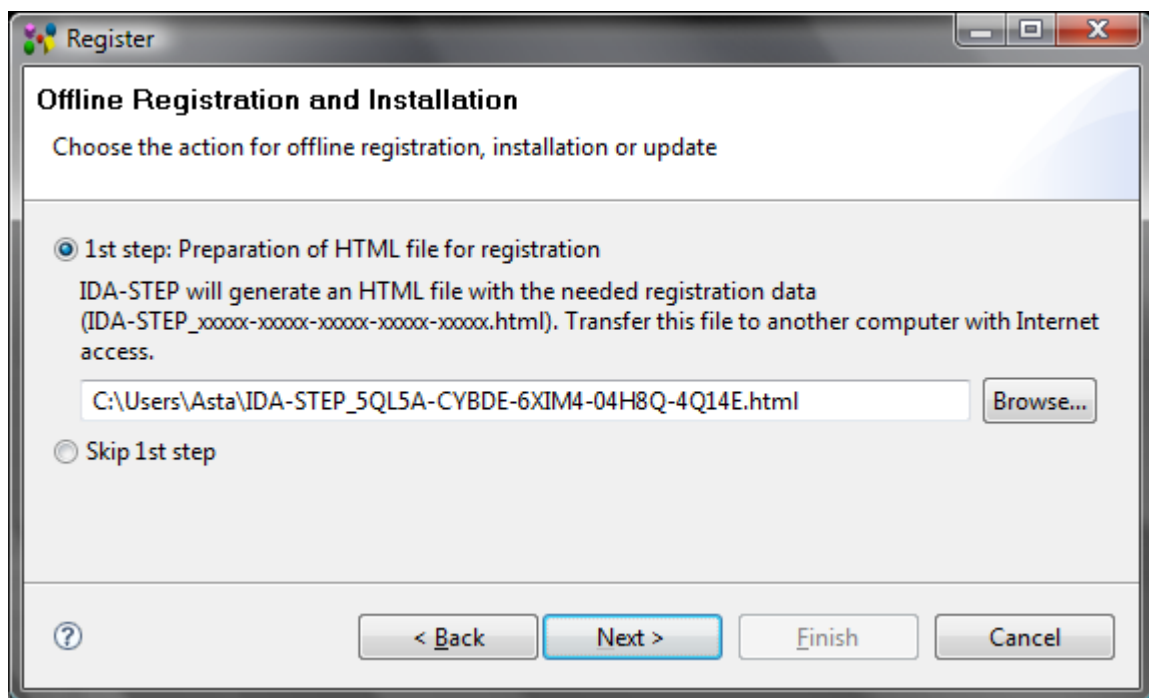 Register
Offline Registration and Installation
Choose the action for offline registration, installation or update
1st step: Preparation of HTML file for registration
IDA-STEP will generate an HTML file with the needed registration data
(IDA-STEP_xxxxx-xxxxx-xxxxx-xxxxx-xxxxx.html). Transfer this file to another computer with Internet
access.
C:\Users\Asta\IDA-STEP_5QL5A-CYBDE-6XIM4-04H8Q-4Q14E.html Browse...
Skip 1st step
? < Back Next > Finish Cancel